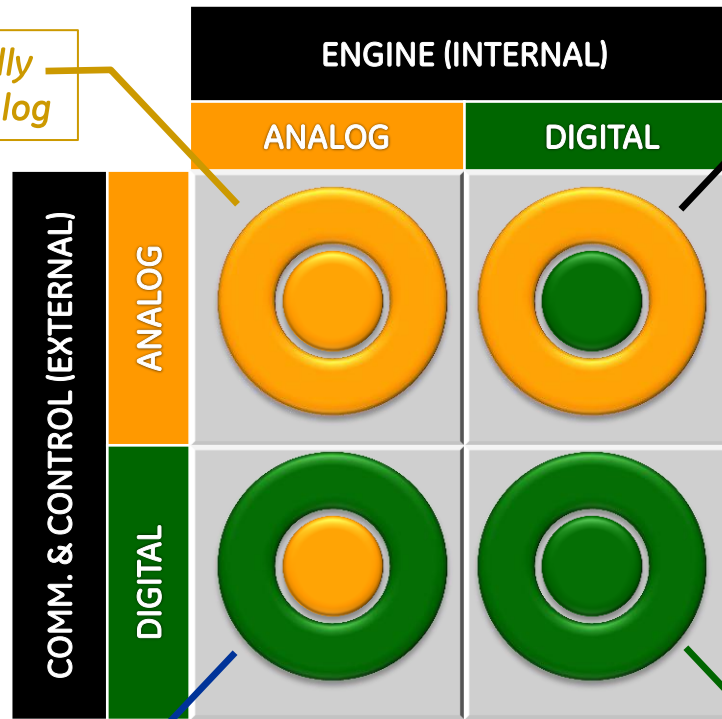 ENGINE (INTERNAL)
ANALOG
DIGITAL
COMM. & CONTROL (EXTERNAL)
ANALOG
DIGITAL